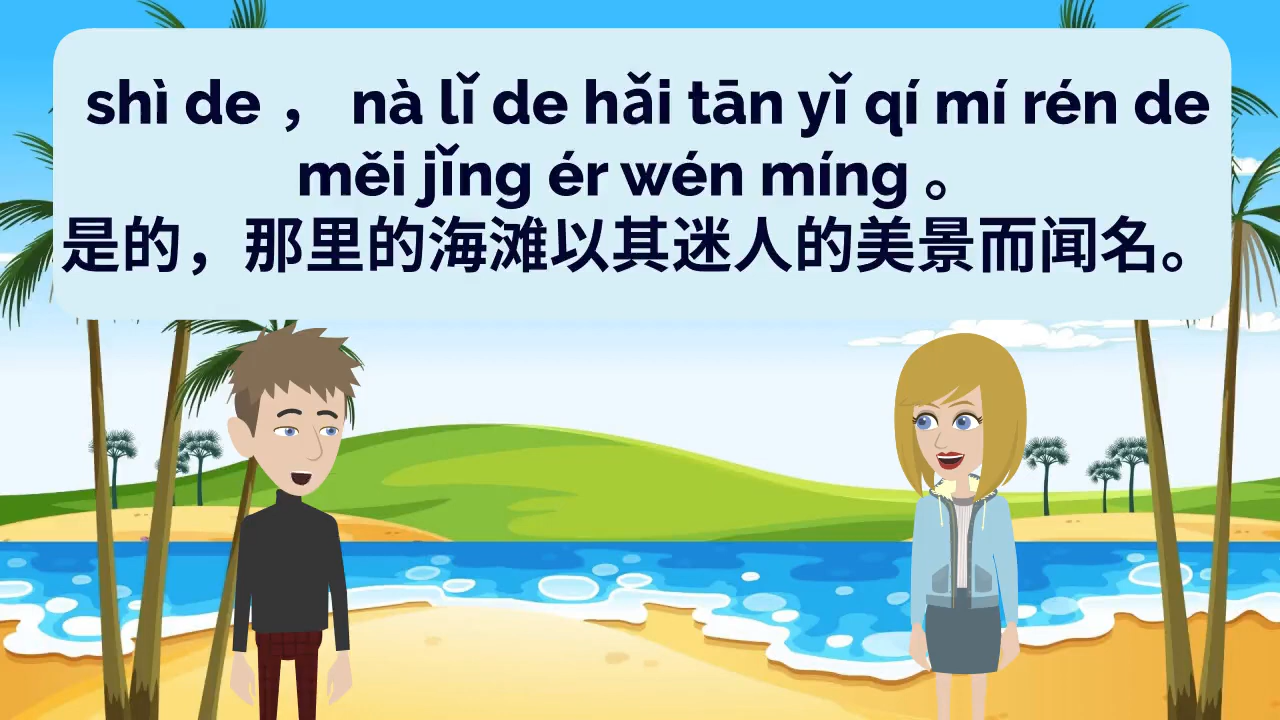 shì de ， nà lǐ de hǎi tān yǐ qí mí rén de
měi jǐng ér wén míng 。
是的，那里的海滩以其迷人的美景而闻名。